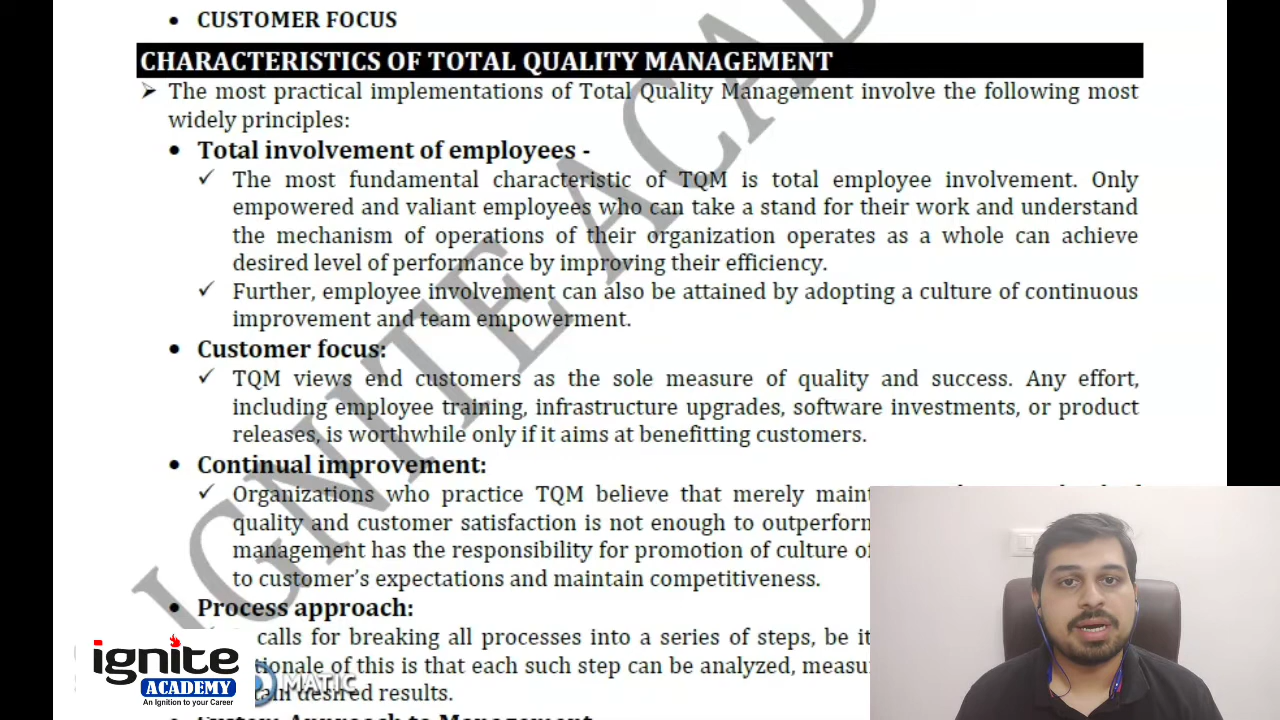 • CUSTOMER FOCUS
CHARACTERISTICS OF TOTAL QUALITY MANAGEMENT
➢ The most practical implementations of Total Quality Management involve the following most
widely principles:
• Total involvement of employees -
✓ The most fundamental characteristic of TQM is total employee involvement. Only
empowered and valiant employees who can take a stand for their work and understand
the mechanism of operations of their organization operates as a whole can achieve
desired level of performance by improving their efficiency.
✓ Further, employee involvement can also be attained by adopting a culture of continuous
improvement and team empowerment.
• Customer focus:
✓ TQM views end customers as the sole measure of quality and success. Any effort,
including employee training, infrastructure upgrades, software investments, or product
releases, is worthwhile only if it aims at benefitting customers.
• Continual improvement:
✓ Organizations who practice TQM believe that merely
quality and customer satisfaction is not enough to
management has the responsibility for promotion of culture
to customer's expectations and maintain competitiveness.
• Process approach:
calls for breaking all processes into a series of steps, be
of this is that each such step can be analyzed,
desired results.
Approach to Management
IGNITE
ignite
ACADEMY
An Ignition to your Career
MATIC